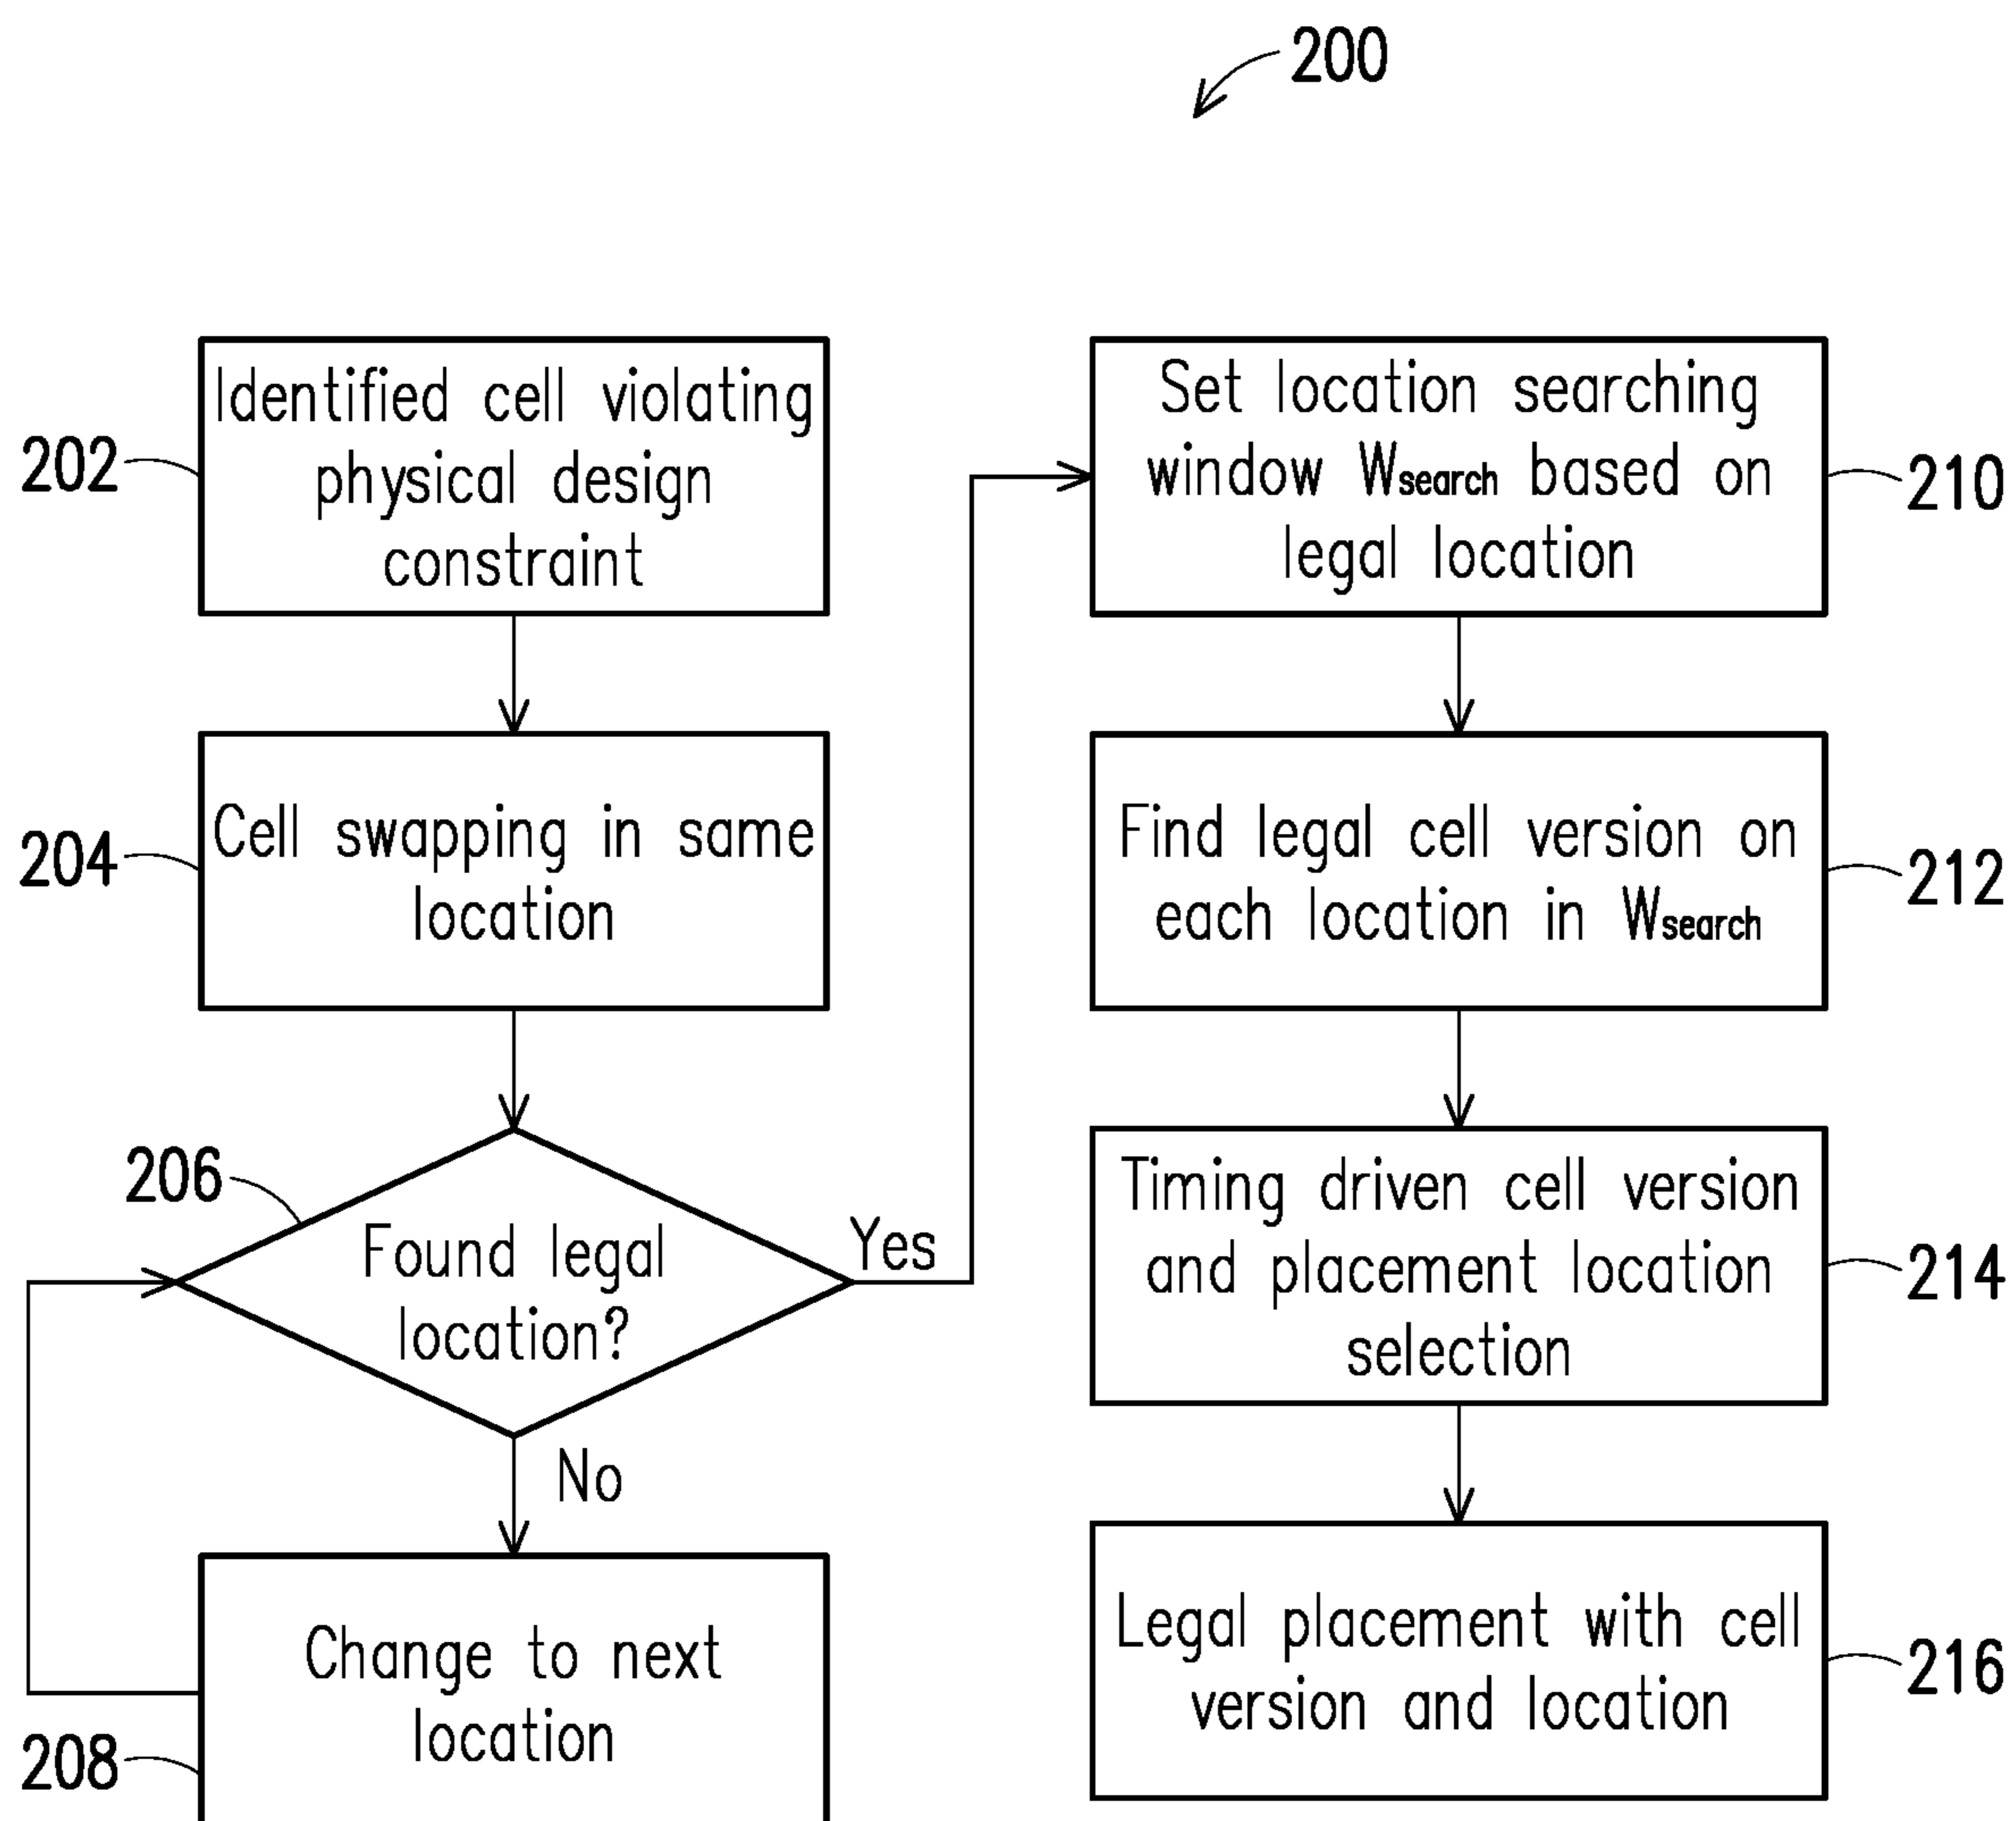 200
202
Identified cell violating
physical design
constraint
204
Cell swapping in same
location
206
Found legal
location?
Yes
No
208
Change to next
location
Set location searching
window Wsearch based on
legal location
210
Find legal cell version on
each location in Wsearch
212
Timing driven cell version
and placement location
selection
214
Legal placement with cell
version and location
216